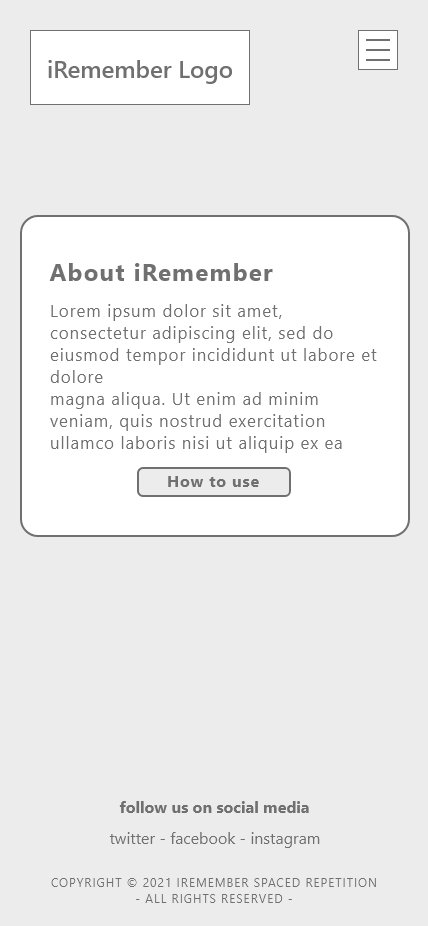 iRemember Logo
About iRemember
Lorem ipsum dolor sit amet,
consectetur adipiscing elit, sed do
eiusmod tempor incididunt ut labore et
dolore
magna aliqua. Ut enim ad minim
veniam, quis nostrud exercitation
ullamco laboris nisi ut aliquip ex ea
How to use
follow us on social media
twitter - facebook - instagram
COPYRIGHT © 2021 IREMEMBER SPACED REPETITION
- ALL RIGHTS RESERVED -